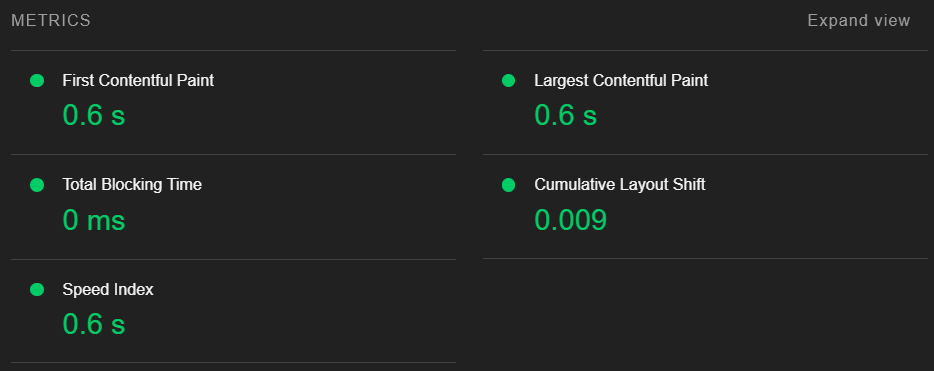 METRICS
Expand view
First Contentful Paint
0.6 s
Largest Contentful Paint
0.6 s
Total Blocking Time
0 ms
Cumulative Layout Shift
0.009
Speed Index
0.6 s